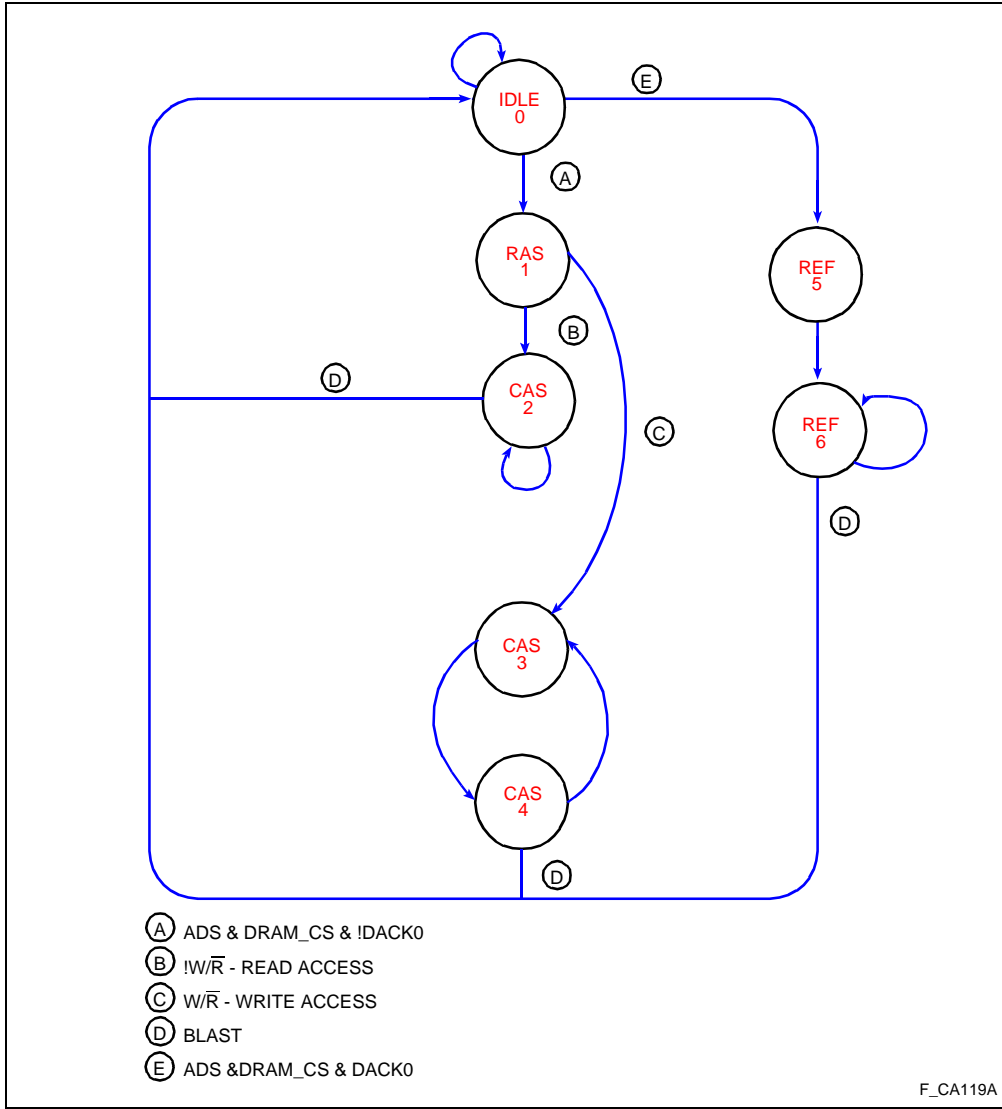 IDLE
0
E
A
RAS
1
REF
5
B
D
CAS
2
C
REF
6
D
CAS
3
CAS
4
D
A ADS & DRAM_CS & !DACK0
B !W/R̅ - READ ACCESS
C W/R̅ - WRITE ACCESS
D BLAST
E ADS &DRAM_CS & DACK0
F_CA119A